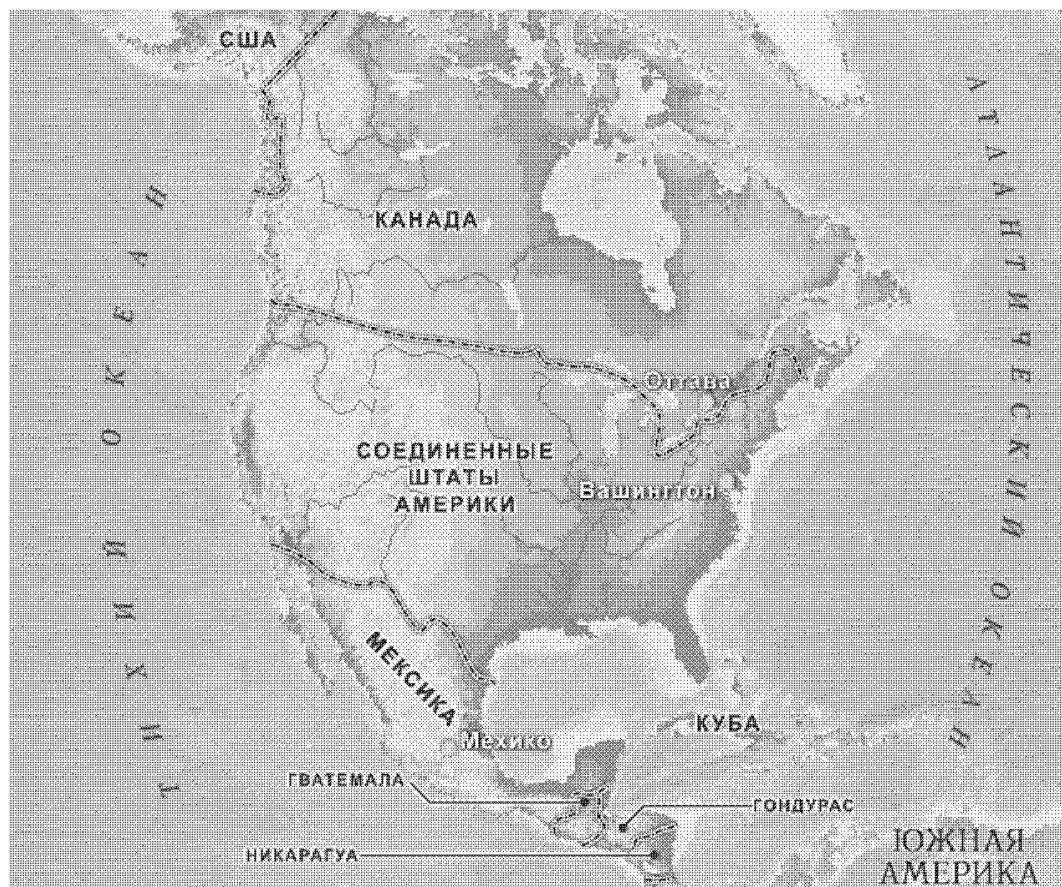 США
КАНАДА
ТИХИЙ ОКЕАН
АТЛАНТИЧЕСКИЙ ОКЕАН
Оттава
СОЕДИНЕННЫЕ
ШТАТЫ
АМЕРИКИ
Вашингтон
МЕКСИКА
КУБА
Мехико
ГВАТЕМАЛА
ГОНДУРАС
НИКАРАГУА
ЮЖНАЯ
АМЕРИКА